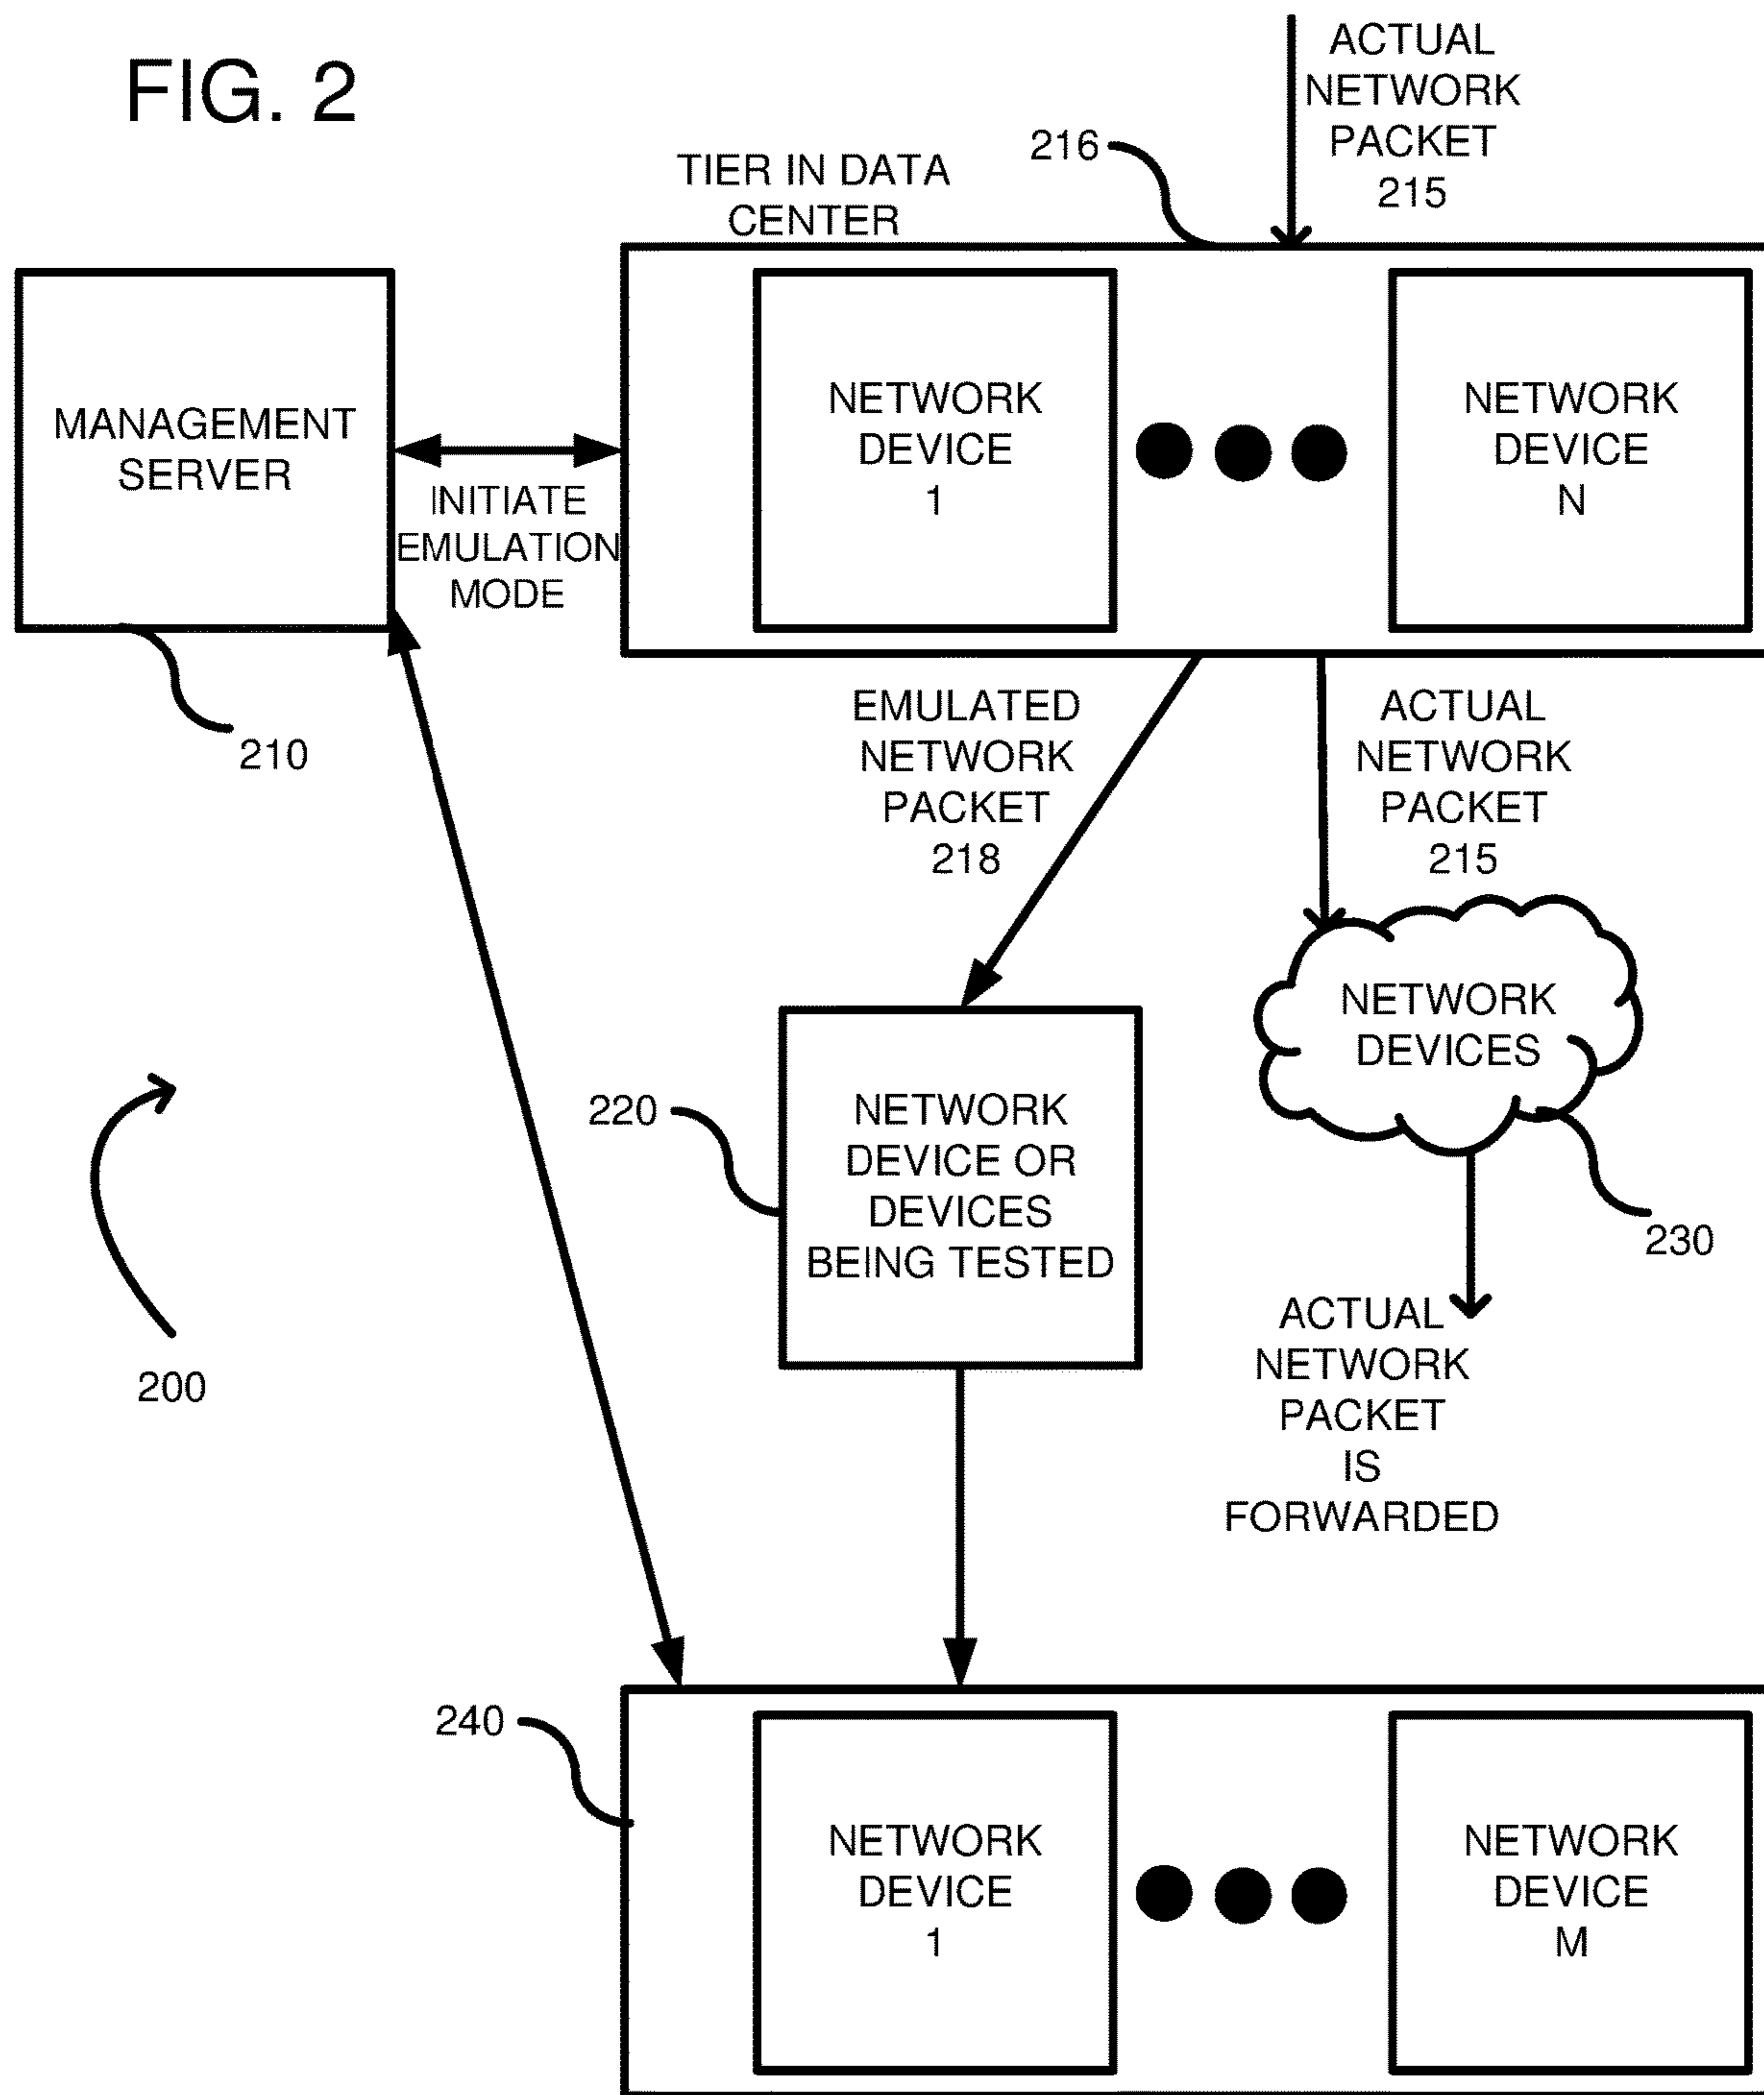 FIG. 2
ACTUAL
NETWORK
PACKET
215
216
TIER IN DATA
CENTER
MANAGEMENT
SERVER
INITIATE
EMULATION
MODE
210
NETWORK
DEVICE
1
NETWORK
DEVICE
N
EMULATED
NETWORK
PACKET
218
ACTUAL
NETWORK
PACKET
215
NETWORK
DEVICES
230
220
NETWORK
DEVICE OR
DEVICES
BEING TESTED
ACTUAL
NETWORK
PACKET
IS
FORWARDED
200
240
NETWORK
DEVICE
1
NETWORK
DEVICE
M